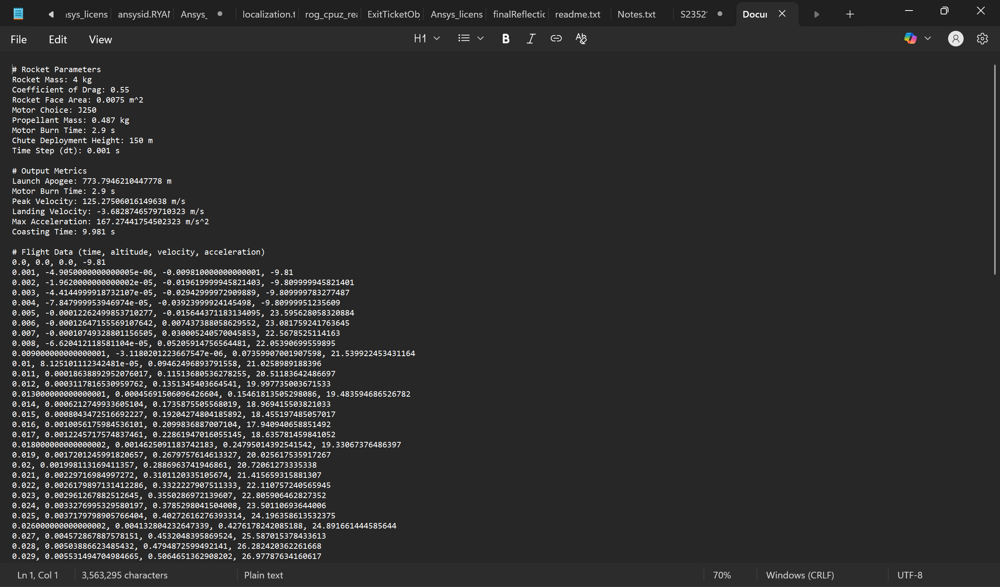 sys_licens ansysid.RYAN Ansys_ localization.t rog_cpuz_rea ExitTicketOb Ansys_licens finalReflectic readme.txt Notes.txt S2352 Docu
File Edit View H1 B I
# Rocket Parameters
Rocket Mass: 4 kg
Coefficient of Drag: 0.55
Rocket Face Area: 0.0075 m^2
Motor Choice: J250
Propellant Mass: 0.487 kg
Motor Burn Time: 2.9 s
Chute Deployment Height: 150 m
Time Step (dt): 0.001 s
# Output Metrics
Launch Apogee: 773.7946210447778 m
Motor Burn Time: 2.9 s
Peak Velocity: 125.27506016149638 m/s
Landing Velocity: -3.6828746579710323 m/s
Max Acceleration: 167.27441754502323 m/s^2
Coasting Time: 9.981 s
# Flight Data (time, altitude, velocity, acceleration)
0.0, 0.0, 0.0, -9.81
0.001, -4.9050000000000005e-06, -0.009810000000000001, -9.81
0.002, -1.9620000000000002e-05, -0.019619999945821403, -9.809999945821401
0.003, -4.4144999918732107e-05, -0.02942999972909889, -9.809999783277487
0.004, -7.847999953946974e-05, -0.03923999924145498, -9.80999951235609
0.005, -0.00012262499853710277, -0.015644371183134095, 23.595628058320884
0.006, -0.00012647155569107642, 0.007437388058629552, 23.081759241763645
0.007, -0.00010749328801156505, 0.030005240570045853, 22.5678525114163
0.008, -6.620412118581104e-05, 0.05205914756564481, 22.05390699559895
0.009000000000000001, -3.1180201223667547e-06, 0.07359907001907598, 21.539922453431164
0.01, 8.125101112342481e-05, 0.09462496893791558, 21.0258989188396
0.011, 0.00018638892952076017, 0.11513680536278255, 20.51183642486697
0.012, 0.0003117816530959762, 0.1351345403664541, 19.997735003671533
0.013000000000000001, 0.00045691506096426604, 0.15461813505298086, 19.483594686526782
0.014, 0.0006212749933605104, 0.1735875505568019, 18.969415503821033
0.015, 0.0008043472516692227, 0.19204274804185892, 18.455197485057017
0.016, 0.0010056175984536101, 0.2099836887007104, 17.940940658851492
0.017, 0.0012245717574837461, 0.22861947016055145, 18.635781459841052
0.018000000000000002, 0.0014625091183742183, 0.24795014392541542, 19.33067376486397
0.019, 0.0017201245991820657, 0.2679757614613327, 20.025617535917267
0.02, 0.001998113169411357, 0.2886963741946861, 20.72061273335338
0.021, 0.00229716984997272, 0.3101120335105674, 21.415659315881307
0.022, 0.0026179897131412286, 0.3322227907511333, 22.110757240565945
0.023, 0.002961267882512645, 0.3550286972139607, 22.805906462827352
0.024, 0.0033276995329580197, 0.3785298041504008, 23.50110693644006
0.025, 0.0037179798905766404, 0.40272616276393314, 24.196358613532375
0.026000000000000002, 0.004132804232647339, 0.4276178242085188, 24.891661444585644
0.027, 0.004572867887578151, 0.4532048395869524, 25.587015378433613
0.028, 0.00503886623485432, 0.4794872599492141, 26.282420362261668
0.029, 0.005531494704984665, 0.5064651362908202, 26.97787634160617
Ln 1, Col 1 3,563,295 characters Plain text 70% Windows (CRLF) UTF-8